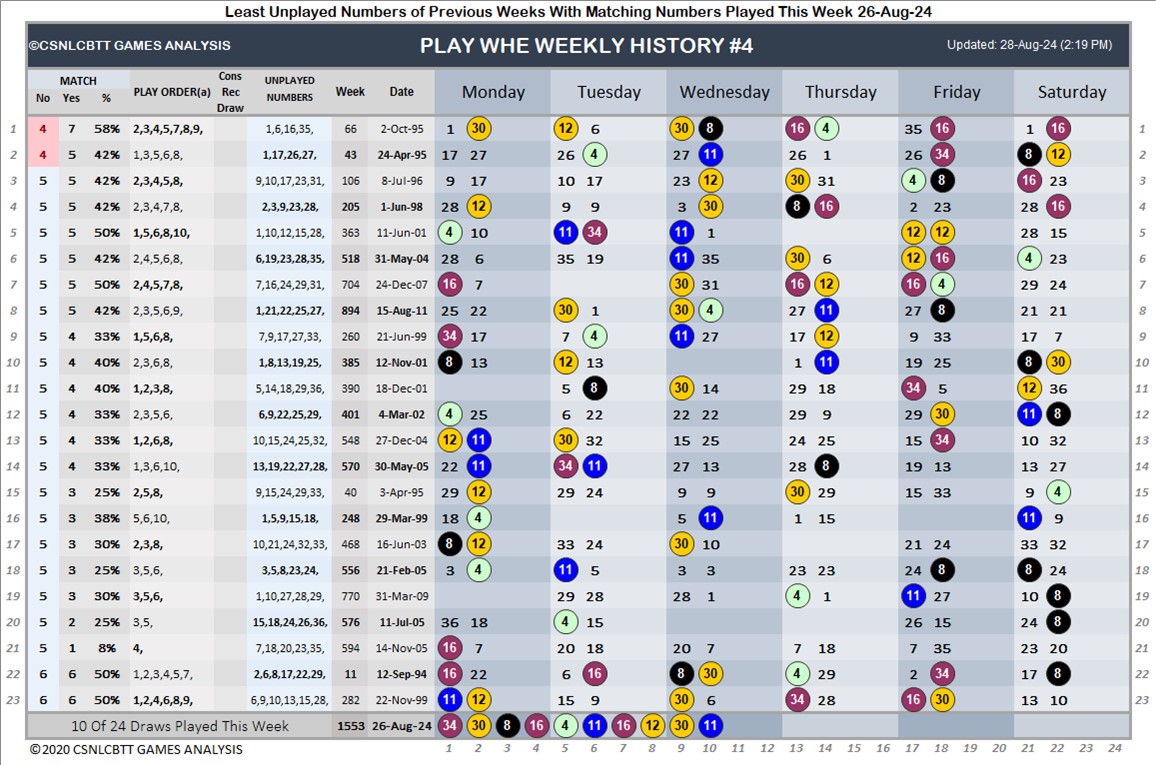 Least Unplayed Numbers of Previous Weeks With Matching Numbers Played This Week 26-Aug-24
©CSNLCBTT GAMES ANALYSIS PLAY WHE WEEKLY HISTORY #4 Updated: 28-Aug-24 (2:19 PM)
MATCH No Yes % PLAY ORDER(a) Cons Rec Draw UNPLAYED NUMBERS Week Date Monday Tuesday Wednesday Thursday Friday Saturday
1 4 7 58% 2,3,4,5,7,8,9, 1,6,16,35, 66 2-Oct-95 1 30 12 6 30 8 16 4 35 16 1 16 1
2 4 5 42% 1,3,5,6,8, 1,17,26,27, 43 24-Apr-95 17 27 26 4 27 11 26 1 26 34 8 12 2
3 5 5 42% 2,3,4,5,8, 9,10,17,23,31, 106 8-Jul-96 9 17 10 17 23 12 30 31 4 8 16 23 3
4 5 5 42% 2,3,4,7,8, 2,3,9,23,28, 205 1-Jun-98 28 12 9 9 3 30 8 16 2 23 28 16 4
5 5 5 50% 1,5,6,8,10, 1,10,12,15,28, 363 11-Jun-01 4 10 11 34 11 1 12 12 28 15 5
6 5 5 42% 2,4,5,6,8, 6,19,23,28,35, 518 31-May-04 28 6 35 19 11 35 30 6 12 16 4 23 6
7 5 5 50% 2,4,5,7,8, 7,16,24,29,31, 704 24-Dec-07 16 7 30 31 16 12 16 4 29 24 7
8 5 5 42% 2,3,5,6,9, 1,21,22,25,27, 894 15-Aug-11 25 22 30 1 30 4 27 11 27 8 21 21 8
9 5 4 33% 1,5,6,8, 7,9,17,27,33, 260 21-Jun-99 34 17 7 4 11 27 17 12 9 33 17 7 9
10 5 4 40% 2,3,6,8, 1,8,13,19,25, 385 12-Nov-01 8 13 12 13 1 11 19 25 8 30 10
11 5 4 40% 1,2,3,8, 5,14,18,29,36, 390 18-Dec-01 5 8 30 14 29 18 34 5 12 36 11
12 5 4 33% 2,3,5,6, 6,9,22,25,29, 401 4-Mar-02 4 25 6 22 22 22 29 9 29 30 11 8 12
13 5 4 33% 1,2,6,8, 10,15,24,25,32, 548 27-Dec-04 12 11 30 32 15 25 24 25 15 34 10 32 13
14 5 4 33% 1,3,6,10, 13,19,22,27,28, 570 30-May-05 22 11 34 11 27 13 28 8 19 13 13 27 14
15 5 3 25% 2,5,8, 9,15,24,29,33, 40 3-Apr-95 29 12 29 24 9 9 30 29 15 33 9 4 15
16 5 3 38% 5,6,10, 1,5,9,15,18, 248 29-Mar-99 18 4 5 11 1 15 11 9 16
17 5 3 30% 2,3,8, 10,21,24,32,33, 468 16-Jun-03 8 12 33 24 30 10 21 24 33 32 17
18 5 3 25% 3,5,6, 3,5,8,23,24, 556 21-Feb-05 3 4 11 5 3 3 23 23 24 8 8 24 18
19 5 3 30% 3,5,6, 1,10,27,28,29, 770 31-Mar-09 29 28 28 1 4 1 11 27 10 8 19
20 5 2 25% 3,5, 15,18,24,26,36, 576 11-Jul-05 36 18 4 15 26 15 24 8 20
21 5 1 8% 4, 7,18,20,23,35, 594 14-Nov-05 16 7 20 18 20 7 7 18 7 35 23 20 21
22 6 6 50% 1,2,3,4,5,7, 2,6,8,17,22,29, 11 12-Sep-94 16 22 6 16 8 30 4 29 2 34 17 8 22
23 6 6 50% 1,2,4,6,8,9, 6,9,10,13,15,28, 282 22-Nov-99 11 12 15 9 30 6 34 28 16 30 13 10 23
10 Of 24 Draws Played This Week 1553 26-Aug-24 34 30 8 16 4 11 16 12 30 11
© 2020 CSNLCBTT GAMES ANALYSIS 1 2 3 4 5 6 7 8 9 10 11 12 13 14 15 16 17 18 19 20 21 22 23 24